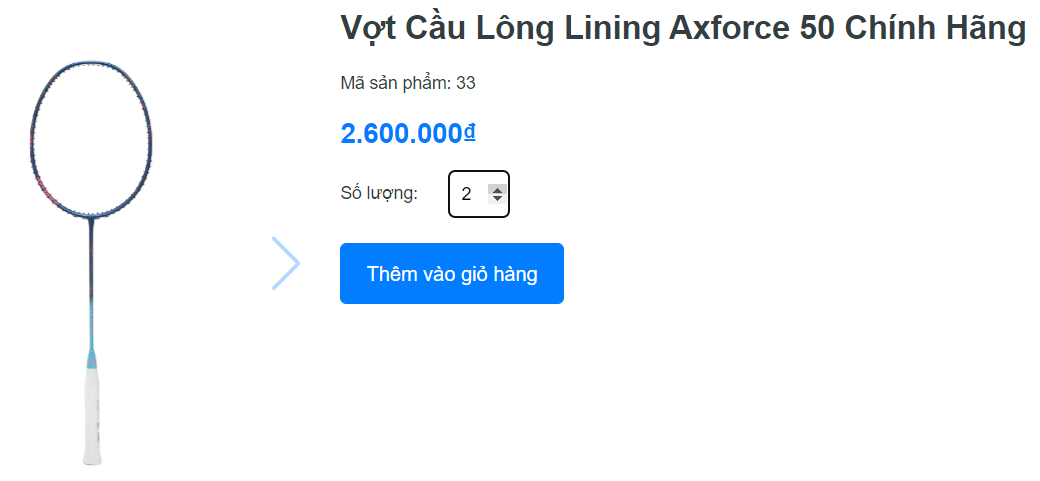 Vợt Cầu Lông Lining Axforce 50 Chính Hãng
Mã sản phẩm: 33
2.600.000₫
Số lượng: 2
Thêm vào giỏ hàng